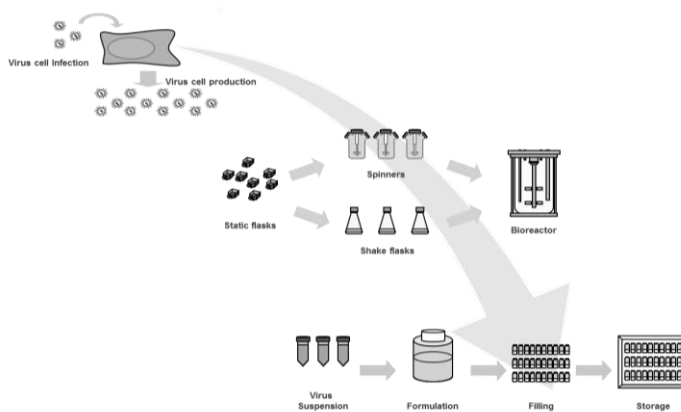 Virus cell infection
Virus cell production
Spinners
Static flasks
Shake flasks
Bioreactor
Virus
Suspension
Formulation
Filling
Storage